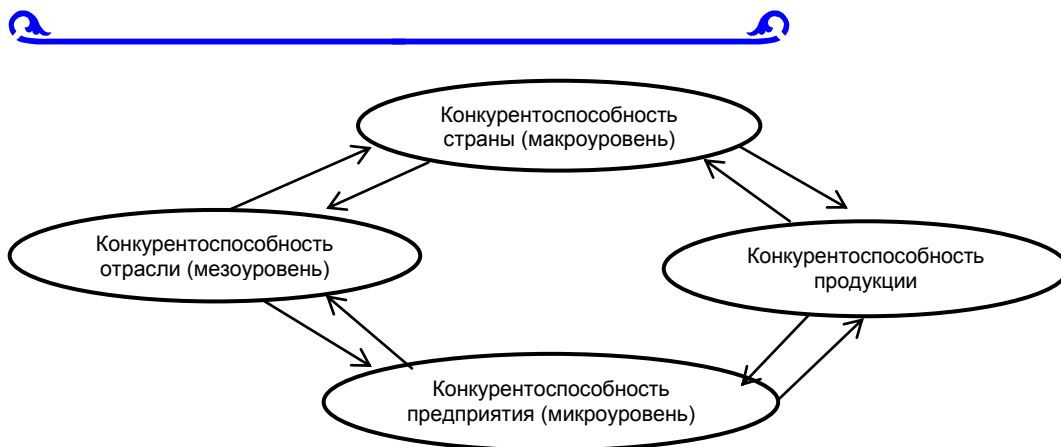 Конкурентоспособность
страны (макроуровень)
Конкурентоспособность
отрасли (мезоуровень)
Конкурентоспособность
продукции
Конкурентоспособность
предприятия (микроуровень)